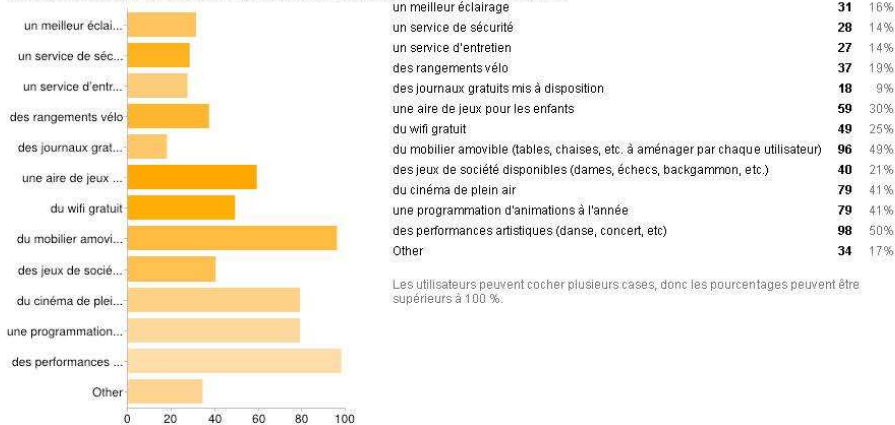 un meilleur éclai...
un service de séc...
un service d'entr...
des rangements vélo
des journaux grat...
une aire de jeux ...
du wifi gratuit
du mobilier amovi...
des jeux de socié...
du cinéma de plei...
une programmation...
des performances ...
Other
0 20 40 60 80 100
un meilleur éclairage 31 16%
un service de sécurité 28 14%
un service d'entretien 27 14%
des rangements vélo 37 19%
des journaux gratuits mis à disposition 18 9%
une aire de jeux pour les enfants 59 30%
du wifi gratuit 49 25%
du mobilier amovible (tables, chaises, etc. à aménager par chaque utilisateur) 96 49%
des jeux de société disponibles (dames, échecs, backgammon, etc.) 40 21%
du cinéma de plein air 79 41%
une programmation d'animations à l'année 79 41%
des performances artistiques (danse, concert, etc) 98 50%
Other 34 17%
Les utilisateurs peuvent cocher plusieurs cases, donc les pourcentages peuvent être
supérieurs à 100 %.